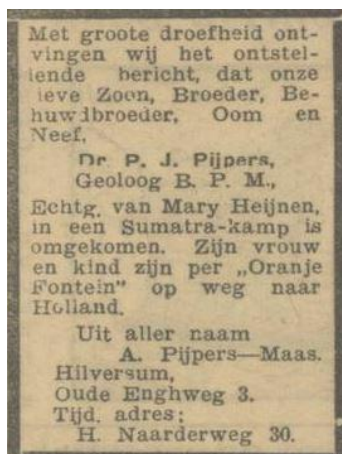 Met groote droefheid ont-
vingen wij het ontstel-
lende bericht, dat onze
lieve Zoon, Broeder, Be-
huwdbroeder, Oom en
Neef,
Dr. P. J. Pijpers,
Geoloog B. P. M.,
Echtg. van Mary Heijnen,
in een Sumatra-kamp is
omgekomen. Zijn vrouw
en kind zijn per „Oranje
Fontein” op weg naar
Holland.
Uit aller naam
A. Pijpers—Maas.
Hilversum,
Oude Enghweg 3.
Tijd. adres:
H. Naarderweg 30.